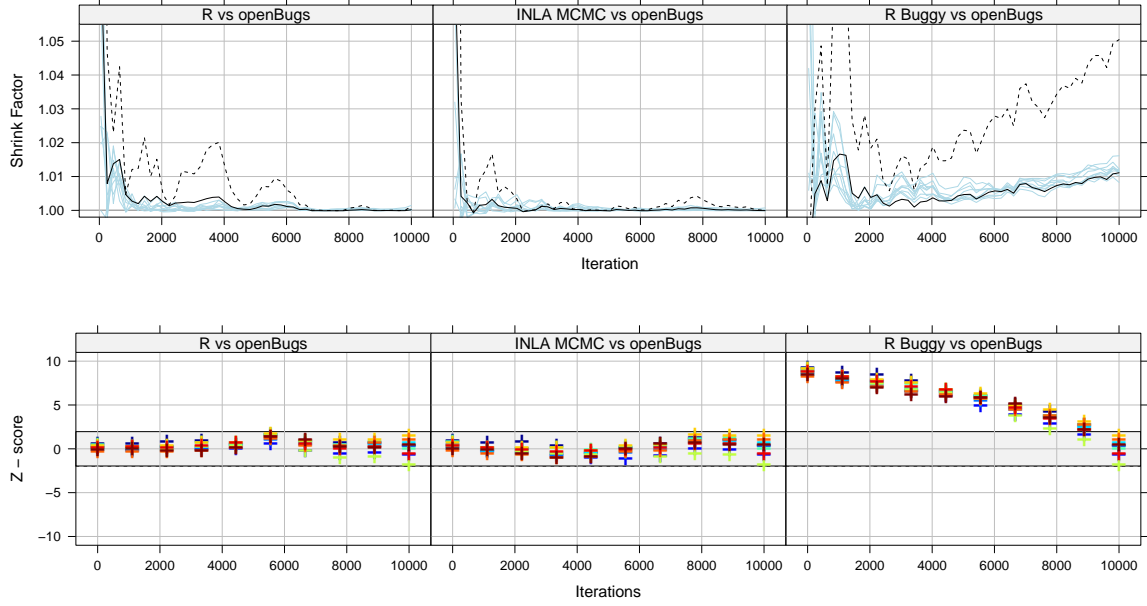 R vs openBugs INLA MCMC vs openBugs R Buggy vs openBugs
1.05
1.04
1.03
1.02
1.01
1.00
Shrink Factor
0 2000 4000 6000 8000 10000 0 2000 4000 6000 8000 10000 0 2000 4000 6000 8000 10000
Iteration
R vs openBugs INLA MCMC vs openBugs R Buggy vs openBugs
10
5
0
−5
−10
Z − score
0 2000 4000 6000 8000 10000 0 2000 4000 6000 8000 10000 0 2000 4000 6000 8000 10000
Iterations